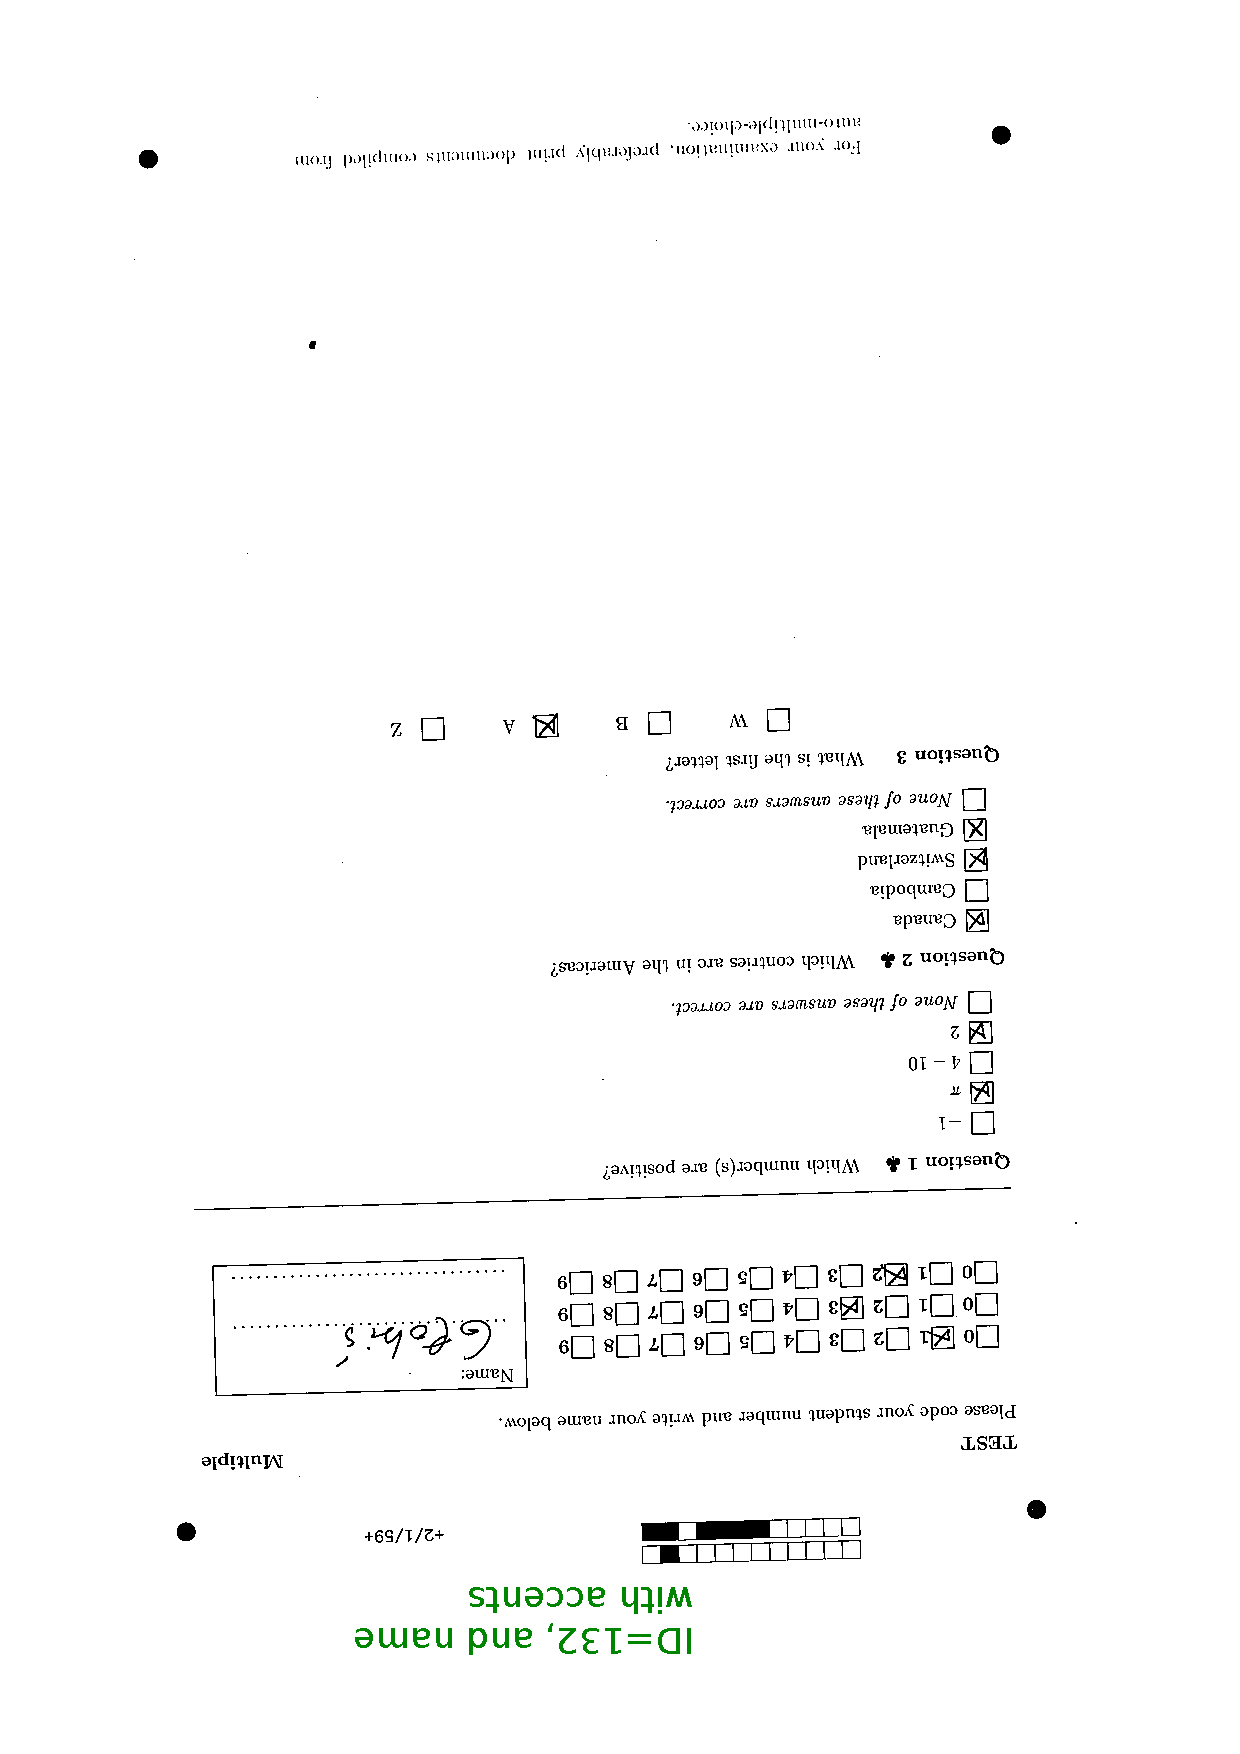 ID=132, and name
with accents
+2/1/59+
TEST
Multiple
Please code your student number and write your name below.
0 1 2 3 4 5 6 7 8 9
0 1 2 3 4 5 6 7 8 9
0 1 2 3 4 5 6 7 8 9
Name:
Question 1 ♣ Which number(s) are positive?
−1
π
4 − 10
2
None of these answers are correct.
Question 2 ♣ Which contries are in the Americas?
Canada
Cambodia
Switzerland
Guatemala
None of these answers are correct.
Question 3 What is the first letter?
W B A Z
For your examination, preferably print documents compiled from
auto-multiple-choice.